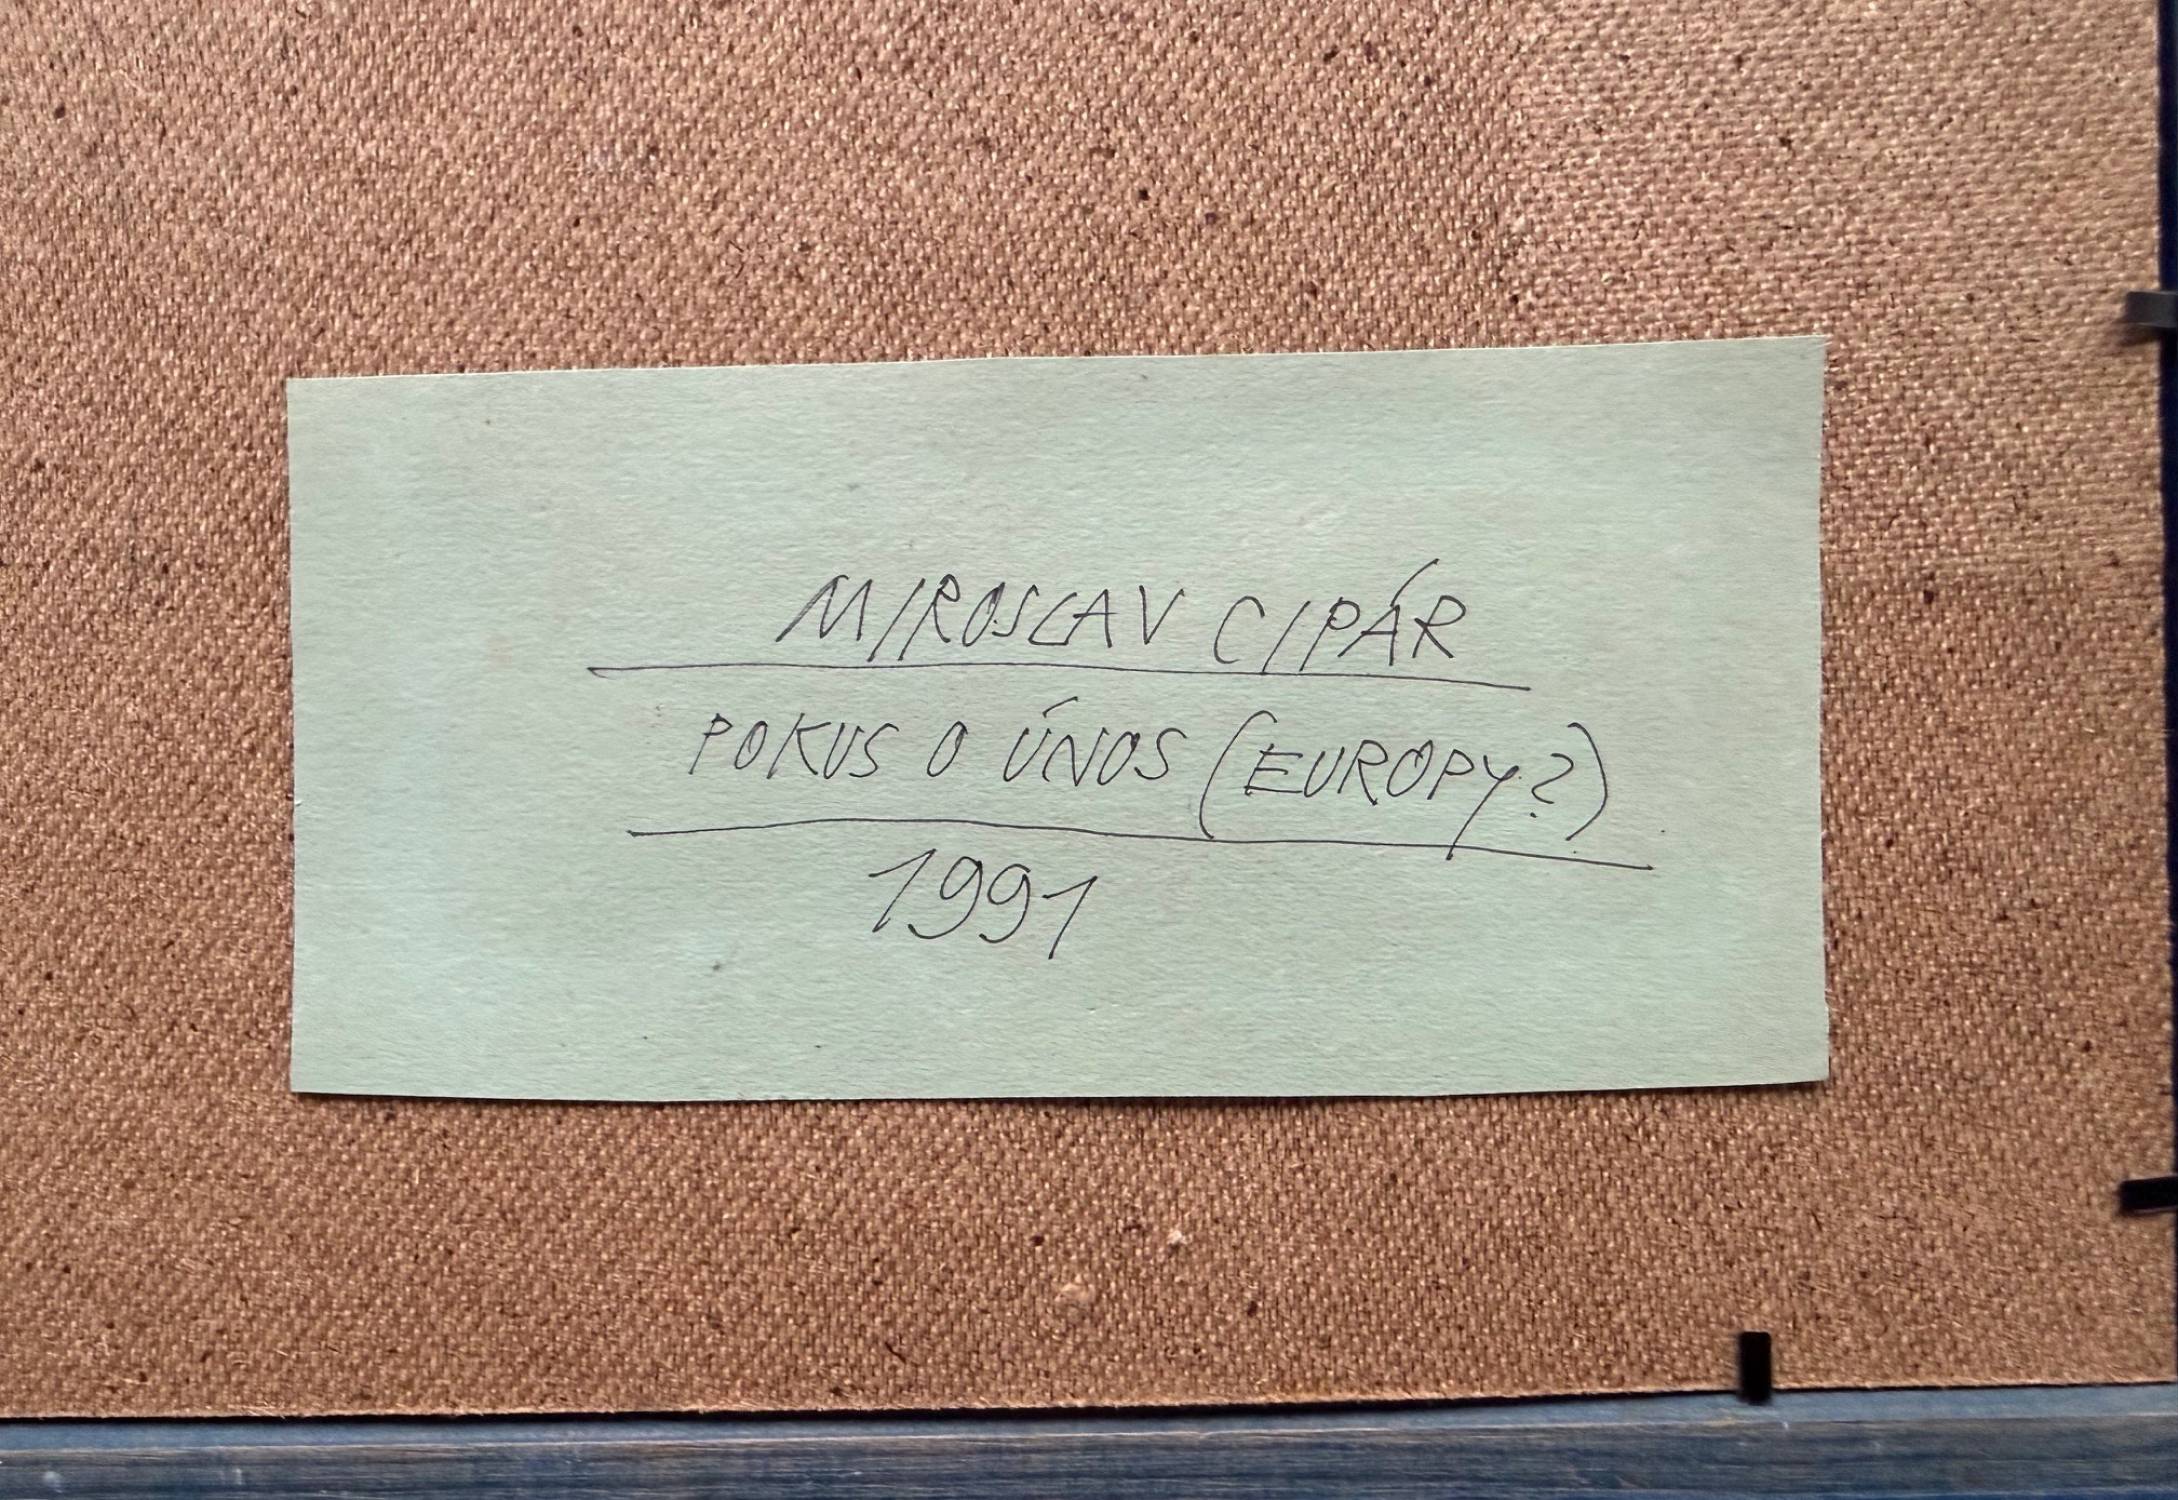 MIROSLAV CIPÁR
POKUS O ÚNOS (EUROPY?)
1991